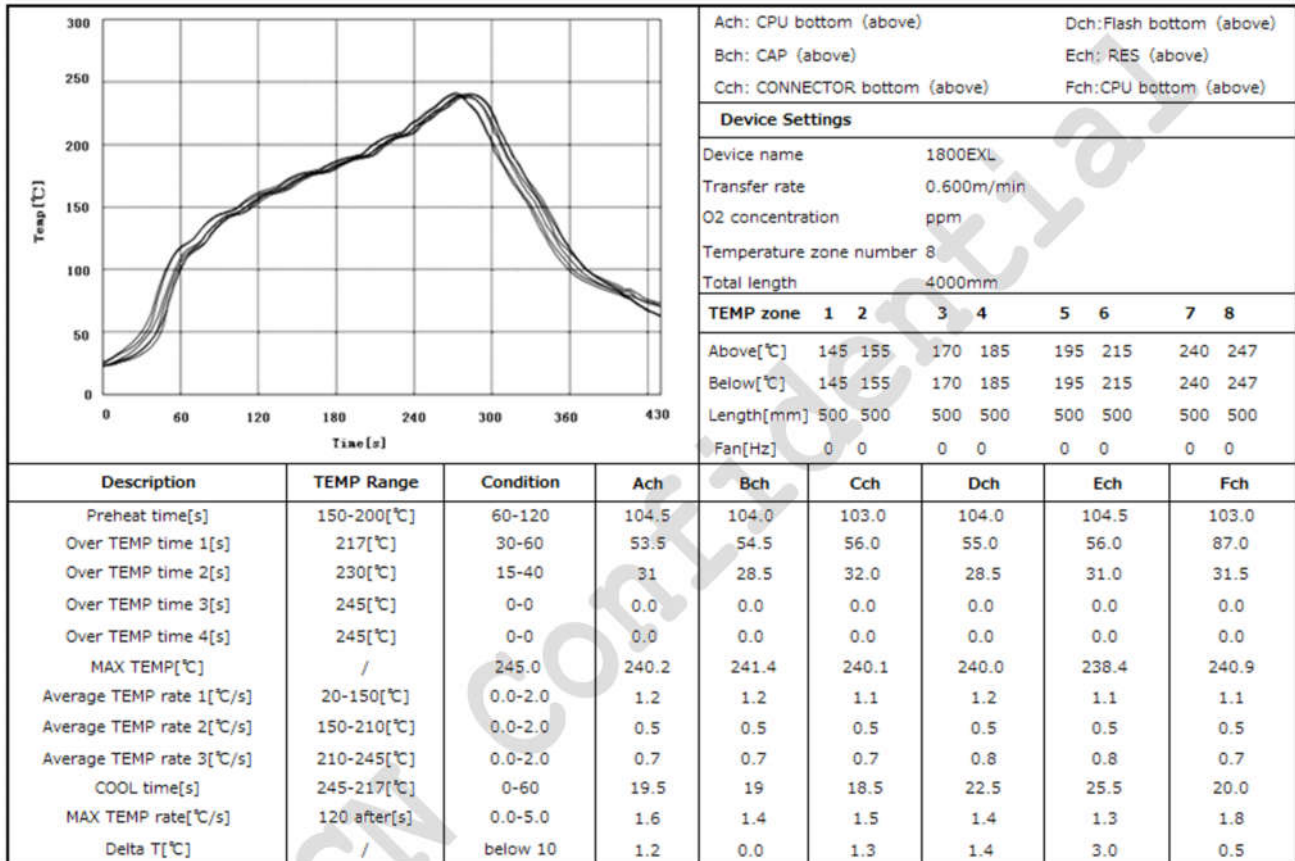 300
250
200
150
100
50
0
Temp[℃]
0 60 120 180 240 300 360 430
Time[s]
Ach: CPU bottom (above) Dch:Flash bottom (above)
Bch: CAP (above) Ech: RES (above)
Cch: CONNECTOR bottom (above) Fch:CPU bottom (above)
Device Settings
Device name 1800EXL
Transfer rate 0.600m/min
O2 concentration ppm
Temperature zone number 8
Total length 4000mm
TEMP zone 1 2 3 4 5 6 7 8
Above[℃] 145 155 170 185 195 215 240 247
Below[℃] 145 155 170 185 195 215 240 247
Length[mm] 500 500 500 500 500 500 500 500
Fan[Hz] 0 0 0 0 0 0 0 0
Description TEMP Range Condition Ach Bch Cch Dch Ech Fch
Preheat time[s] 150-200[℃] 60-120 104.5 104.0 103.0 104.0 104.5 103.0
Over TEMP time 1[s] 217[℃] 30-60 53.5 54.5 56.0 55.0 56.0 87.0
Over TEMP time 2[s] 230[℃] 15-40 31 28.5 32.0 28.5 31.0 31.5
Over TEMP time 3[s] 245[℃] 0-0 0.0 0.0 0.0 0.0 0.0 0.0
Over TEMP time 4[s] 245[℃] 0-0 0.0 0.0 0.0 0.0 0.0 0.0
MAX TEMP[℃] / 245.0 240.2 241.4 240.1 240.0 238.4 240.9
Average TEMP rate 1[℃/s] 20-150[℃] 0.0-2.0 1.2 1.2 1.1 1.2 1.1 1.1
Average TEMP rate 2[℃/s] 150-210[℃] 0.0-2.0 0.5 0.5 0.5 0.5 0.5 0.5
Average TEMP rate 3[℃/s] 210-245[℃] 0.0-2.0 0.7 0.7 0.7 0.8 0.8 0.7
COOL time[s] 245-217[℃] 0-60 19.5 19 18.5 22.5 25.5 20.0
MAX TEMP rate[℃/s] 120 after[s] 0.0-5.0 1.6 1.4 1.5 1.4 1.3 1.8
Delta T[℃] / below 10 1.2 0.0 1.3 1.4 3.0 0.5
CN Confidential